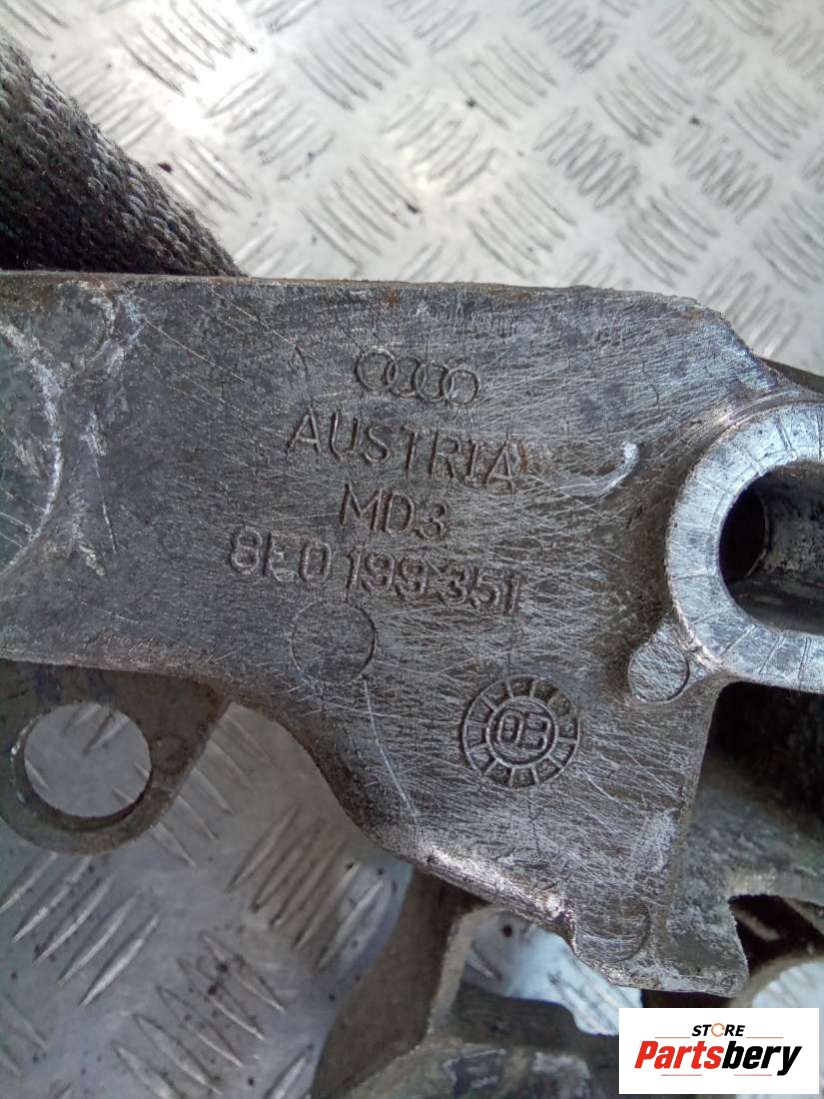 AUSTRIA
MD3
8E0 199 351
03
STORE
Partsbery